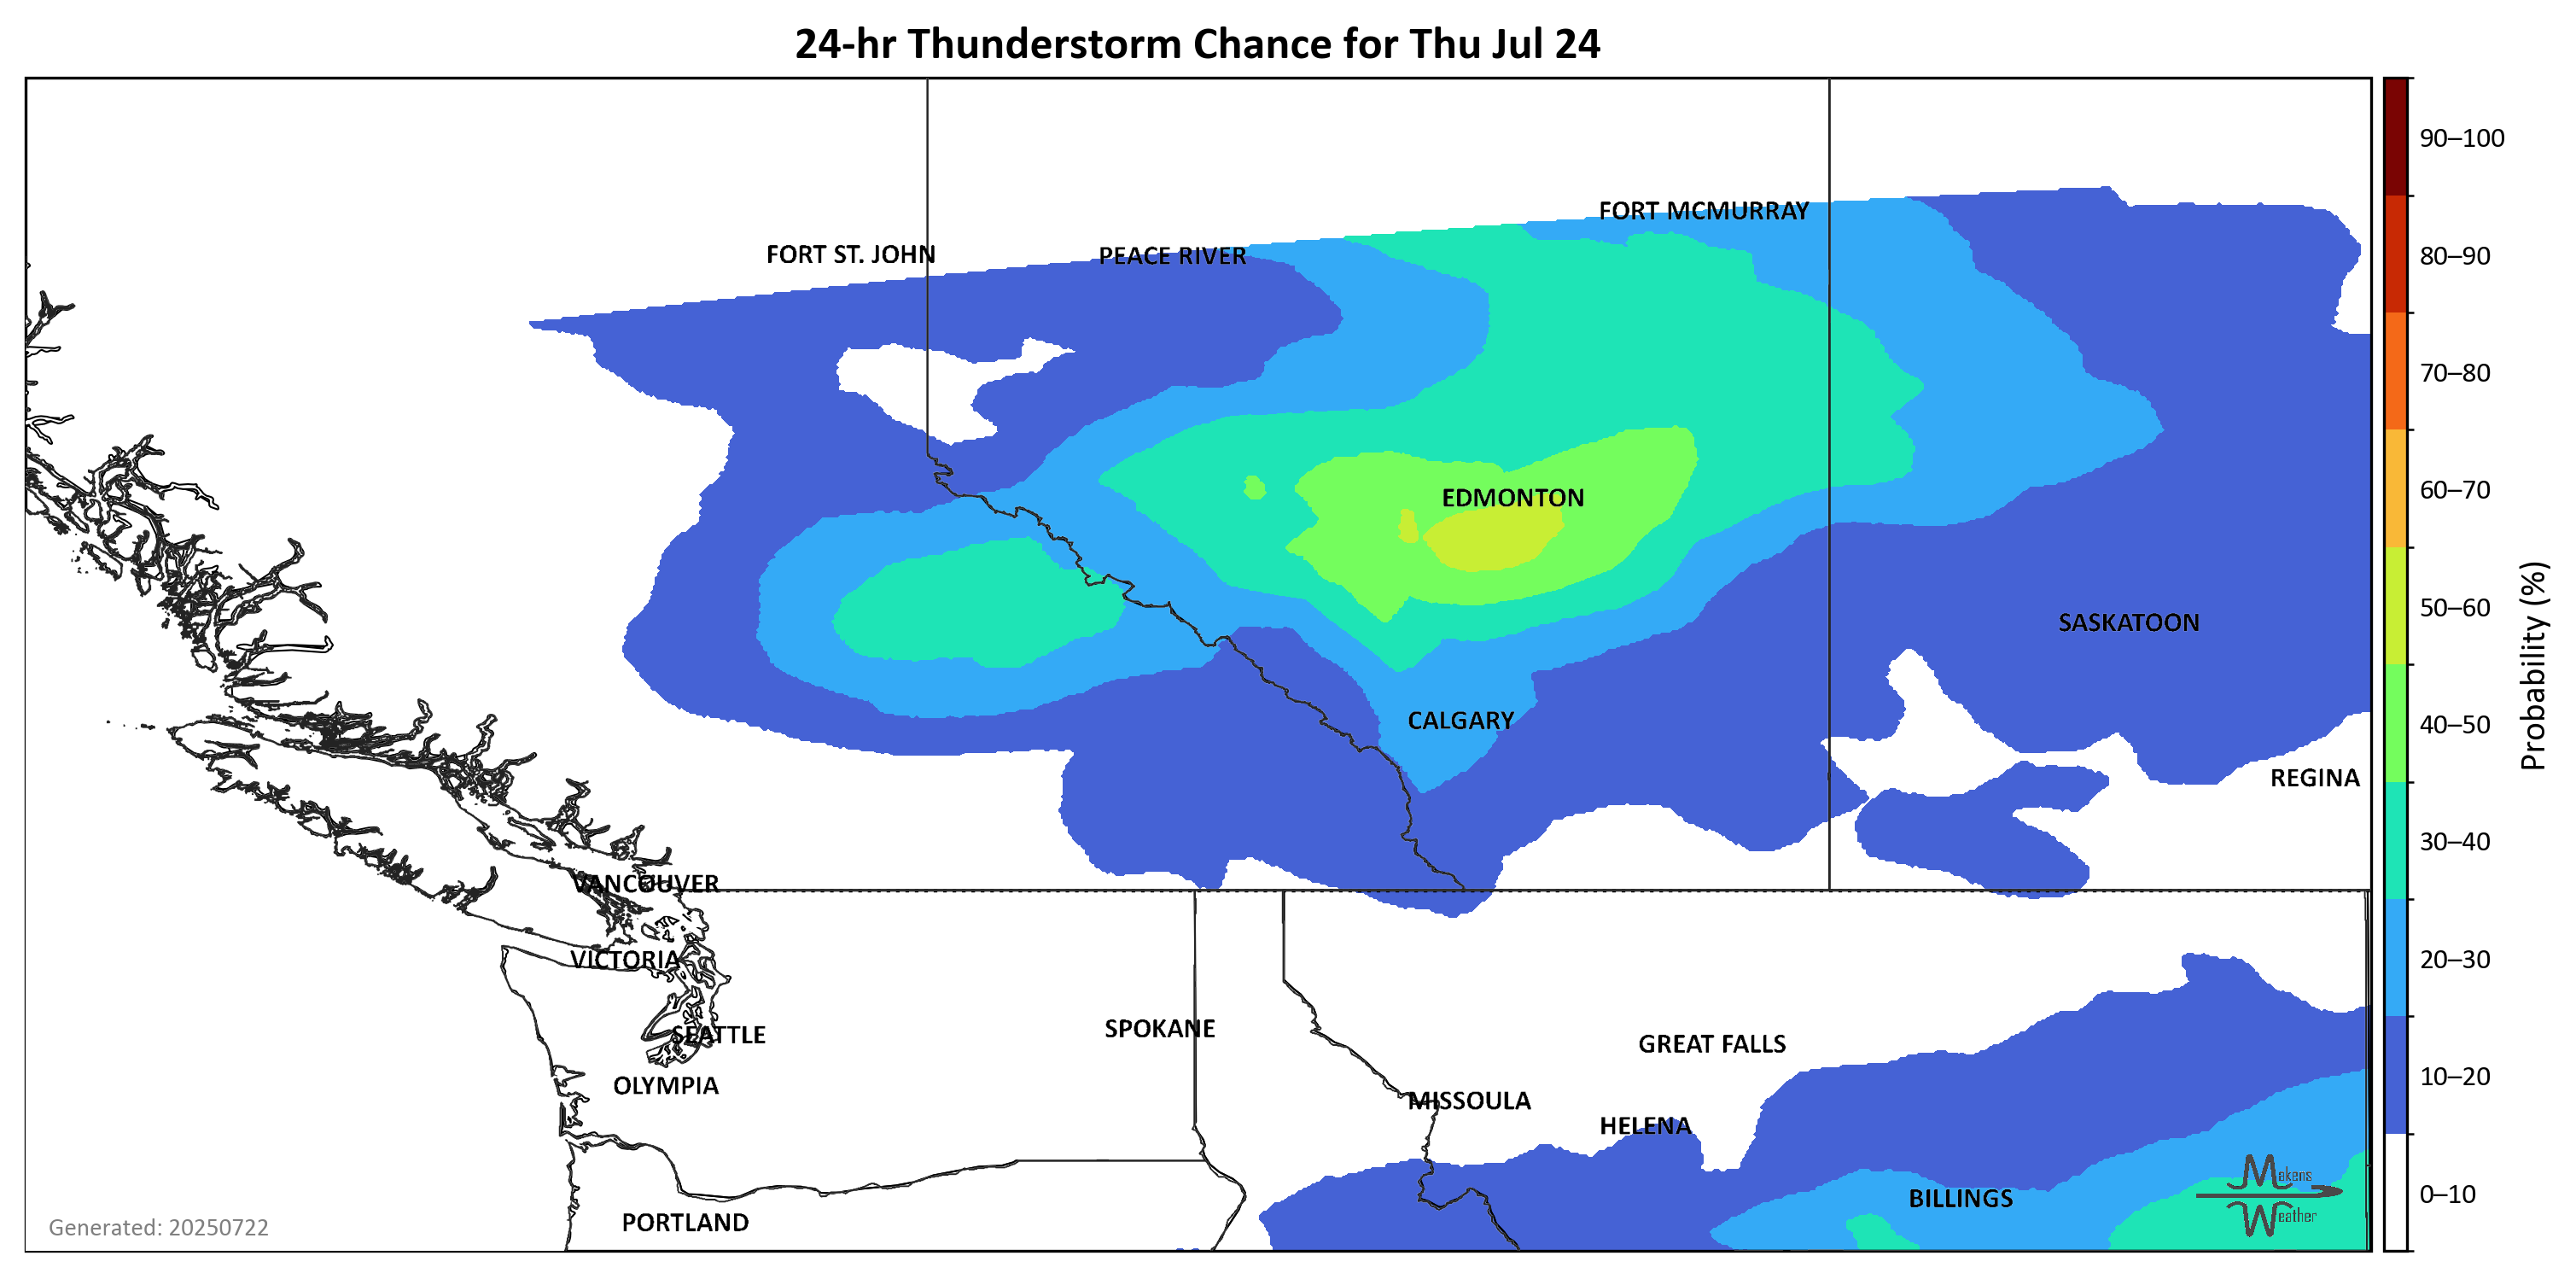 24-hr Thunderstorm Chance for Thu Jul 24
FORT MCMURRAY
FORT ST. JOHN
PEACE RIVER
EDMONTON
SASKATOON
CALGARY
REGINA
VANCOUVER
VICTORIA
SPOKANE
SEATTLE
GREAT FALLS
OLYMPIA
MISSOULA
HELENA
BILLINGS
PORTLAND
Makens
Weather
Generated: 20250722
90–100
80–90
70–80
60–70
50–60
40–50
30–40
20–30
10–20
0–10
Probability (%)